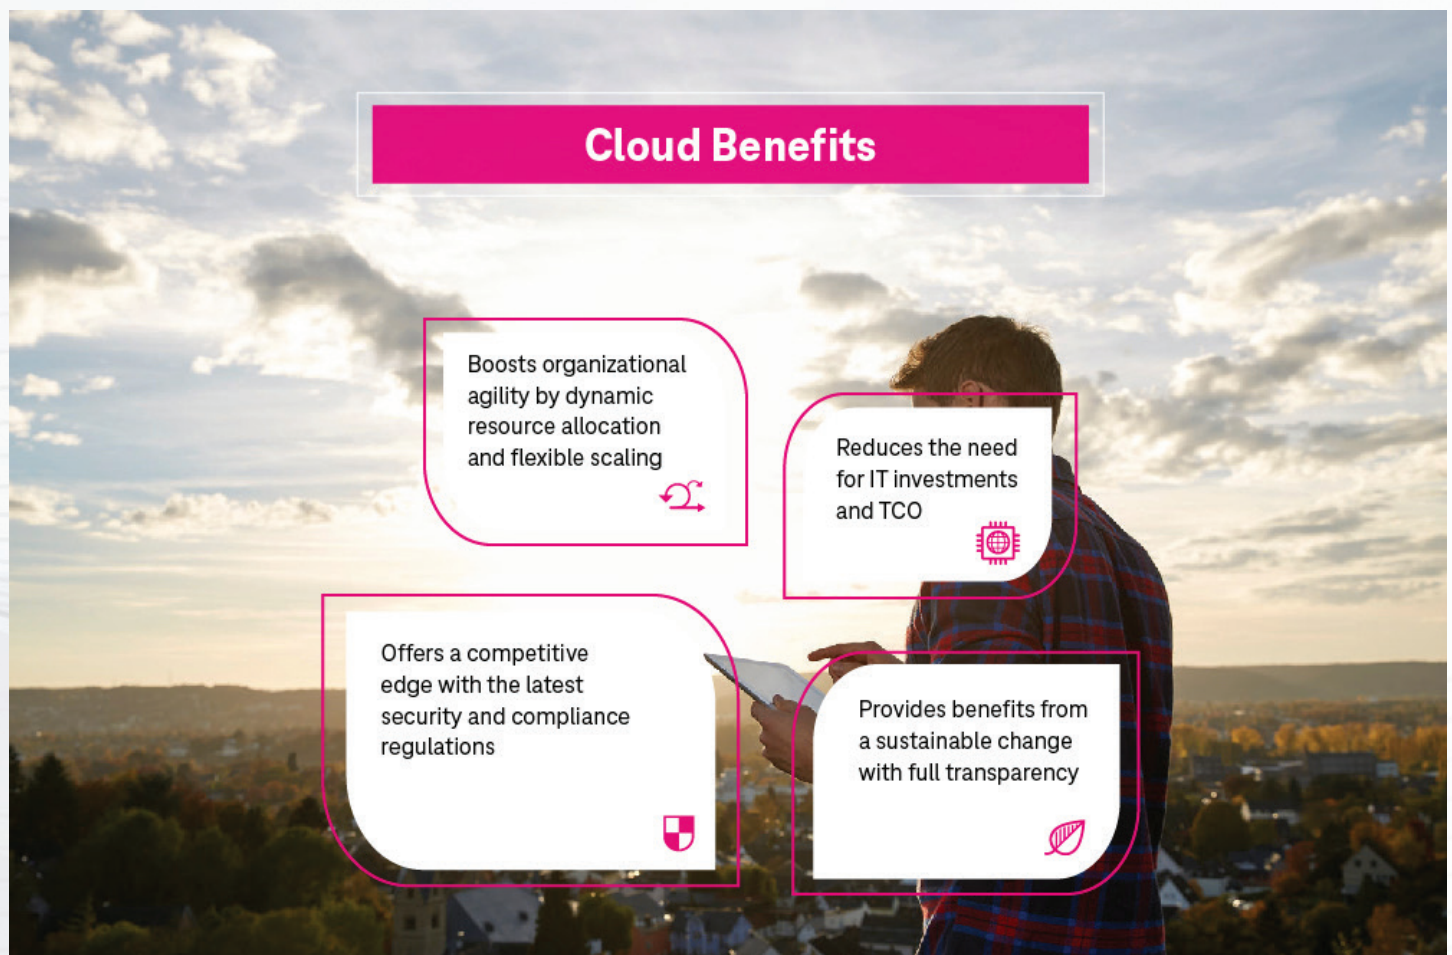 Cloud Benefits
Boosts organizational
agility by dynamic
resource allocation
and flexible scaling
Reduces the need
for IT investments
and TCO
Offers a competitive
edge with the latest
security and compliance
regulations
Provides benefits from
a sustainable change
with full transparency